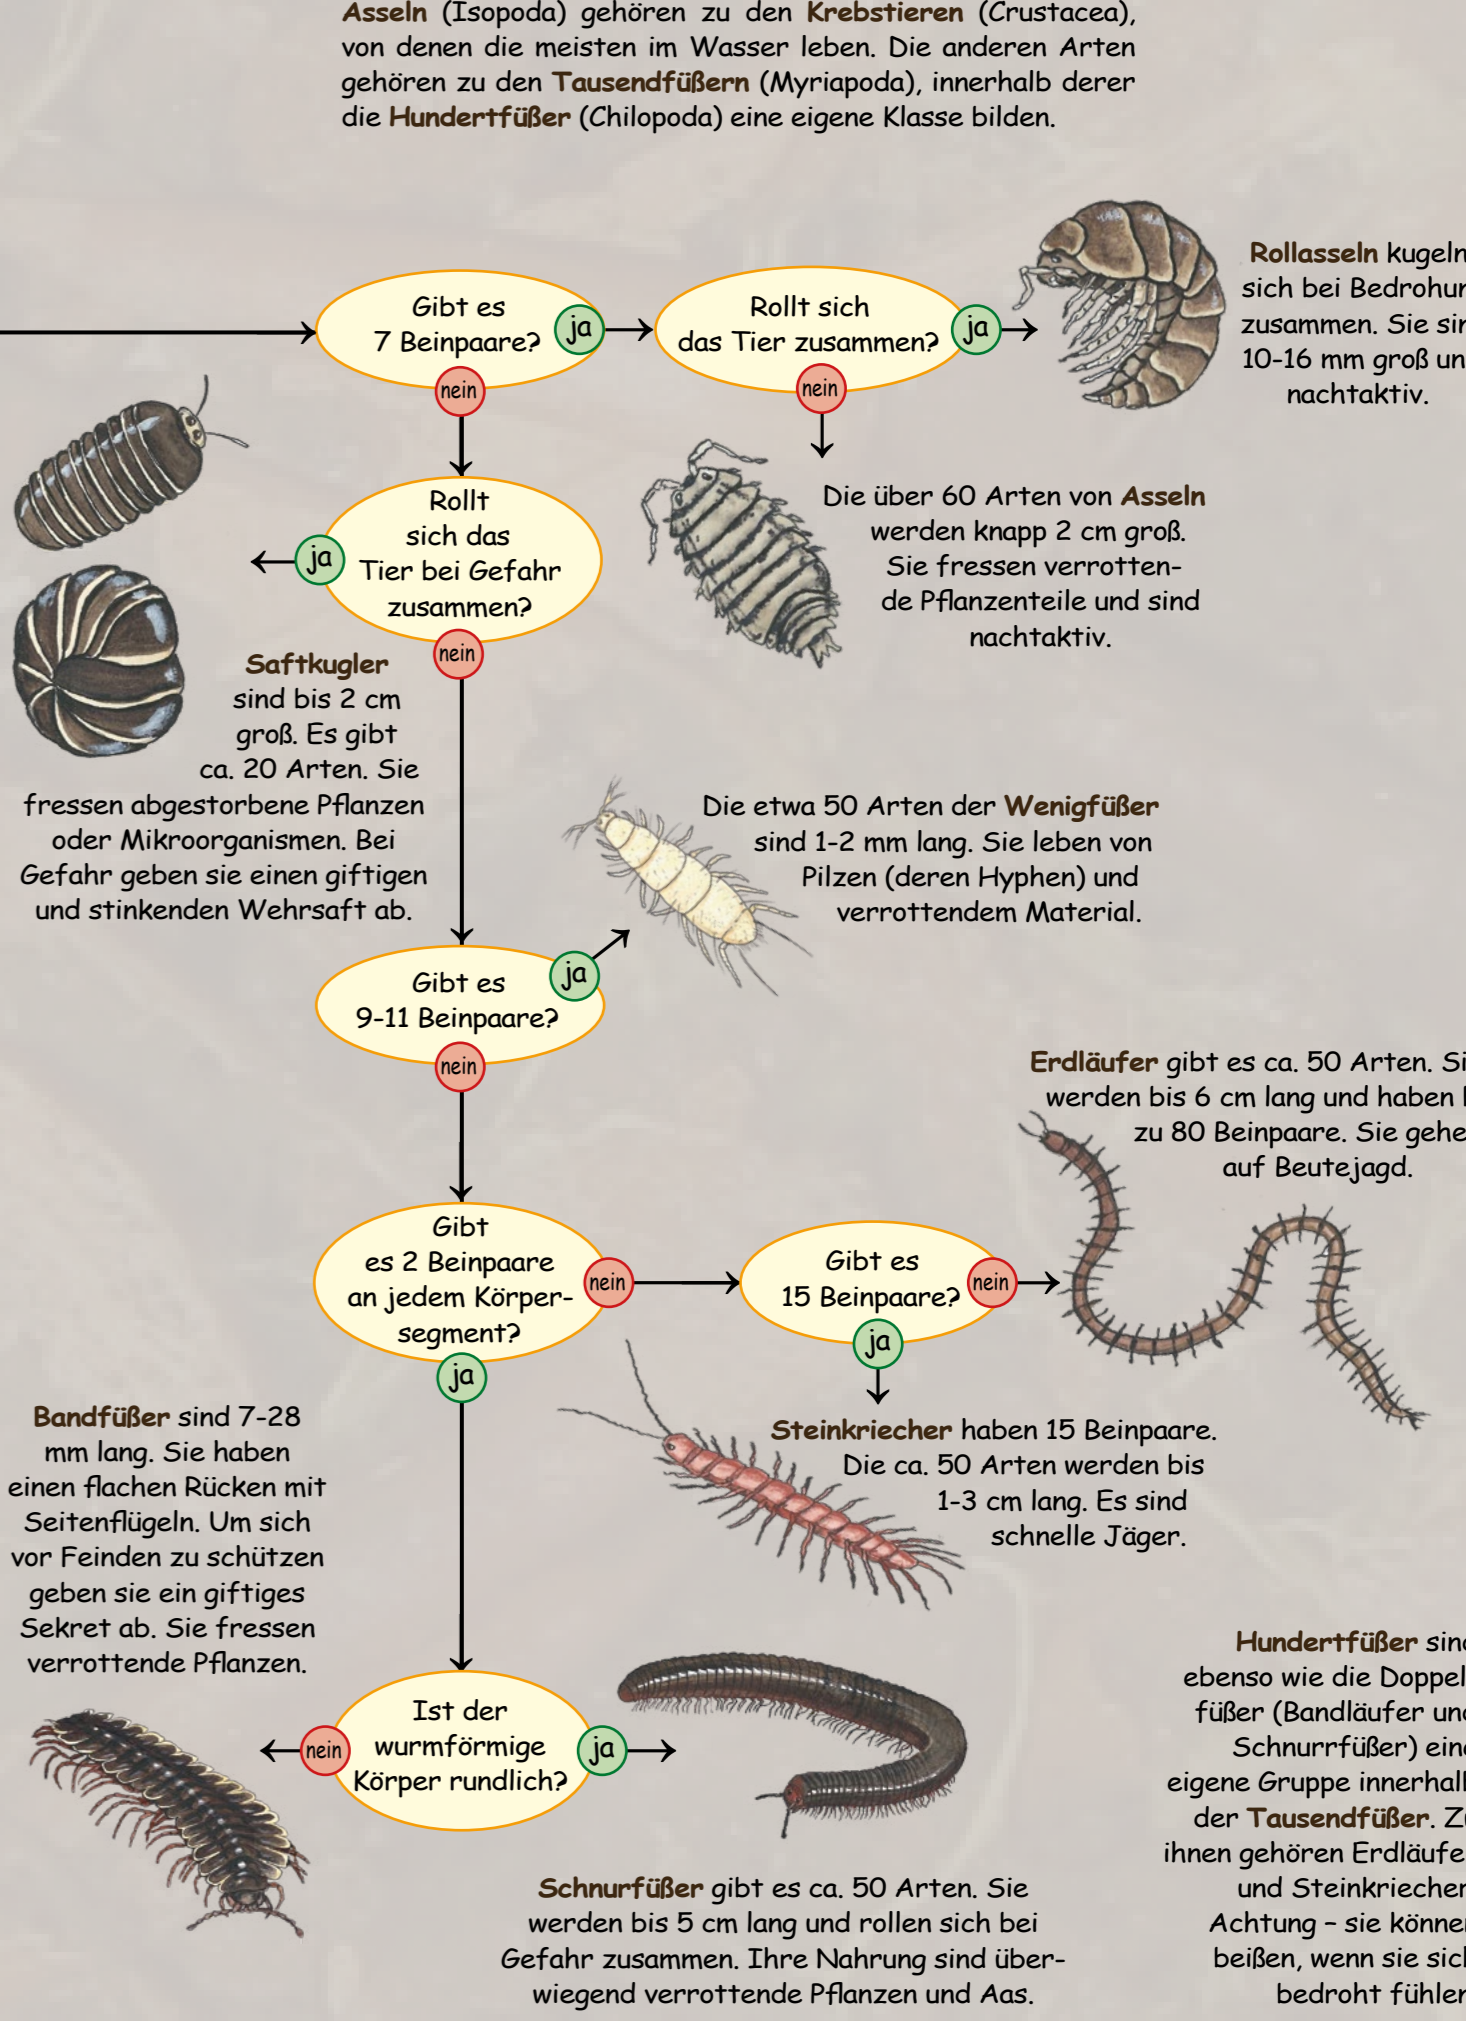 Asseln (Isopoda) gehören zu den Krebstieren (Crustacea),
von denen die meisten im Wasser leben. Die anderen Arten
gehören zu den Tausendfüßern (Myriapoda), innerhalb derer
die Hundertfüßer (Chilopoda) eine eigene Klasse bilden.
Gibt es
7 Beinpaare?
ja
nein
Rollt sich
das Tier zusammen?
ja
nein
Rollasseln kugeln
sich bei
zusammen. Sie
10-16 mm groß
nachtaktiv.
Die über 60 Arten von Asseln
werden knapp 2 cm groß.
Sie fressen verrotten-
de Pflanzenteile und sind
nachtaktiv.
Rollt
sich das
Tier bei Gefahr
zusammen?
ja
nein
Saftkugler
sind bis 2 cm
groß. Es gibt
ca. 20 Arten. Sie
fressen abgestorbene Pflanzen
oder Mikroorganismen. Bei
Gefahr geben sie einen giftigen
und stinkenden Wehrsaft ab.
Die etwa 50 Arten der Wenigfüßer
sind 1-2 mm lang. Sie leben von
Pilzen (deren Hyphen) und
verrottendem Material.
Gibt es
9-11 Beinpaare?
ja
nein
Erdläufer gibt es ca. 50 Arten.
werden bis 6 cm lang und haben
zu 80 Beinpaare. Sie
auf Beutejagd.
Gibt
es 2 Beinpaare
an jedem Körper-
segment?
nein
ja
Gibt es
15 Beinpaare?
nein
ja
Steinkriecher haben 15 Beinpaare.
Die ca. 50 Arten werden bis
1-3 cm lang. Es sind
schnelle Jäger.
Bandfüßer sind 7-28
mm lang. Sie haben
einen flachen Rücken mit
Seitenflügeln. Um sich
vor Feinden zu schützen
geben sie ein giftiges
Sekret ab. Sie fressen
verrottende Pflanzen.
Ist der
wurmförmige
Körper rundlich?
nein
ja
Schnurfüßer gibt es ca. 50 Arten. Sie
werden bis 5 cm lang und rollen sich bei
Gefahr zusammen. Ihre Nahrung sind über-
wiegend verrottende Pflanzen und Aas.
Hundertfüßer sind
ebenso wie die Doppel-
füßer (Bandläufer und
Schnurrfüßer) eine
eigene Gruppe innerhalb
der Tausendfüßer. Zu
ihnen gehören Erdläufer
und Steinkriecher.
Achtung – sie können
beißen, wenn sie sich
bedroht fühlen